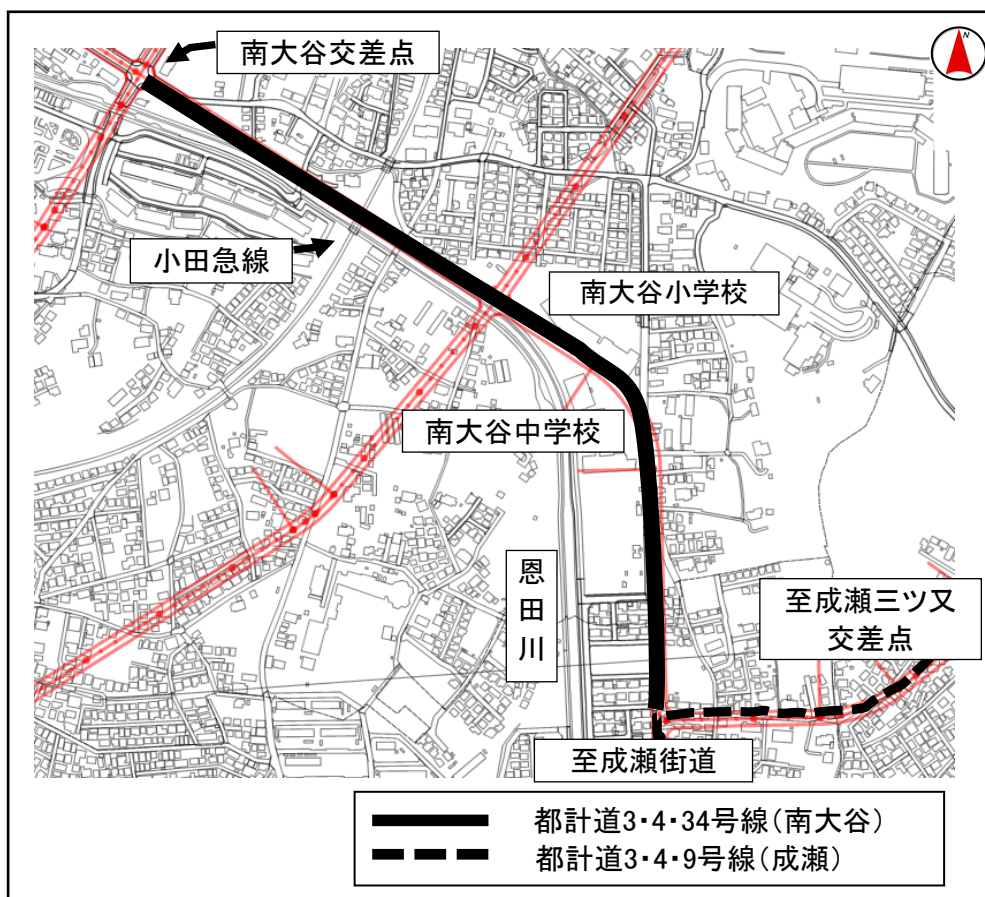 南大谷交差点
N
小田急線
南大谷小学校
南大谷中学校
恩田川
至成瀬三ツ又
交差点
至成瀬街道
都計道3・4・34号線(南大谷)
都計道3・4・9号線(成瀬)